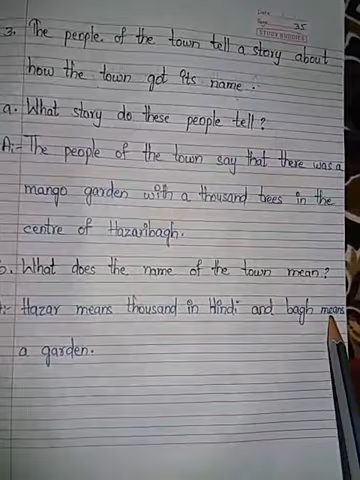 Date
Page 35
3. The people of the town tell a story about
how the town got its name.
a. What story do these people tell?
A:- The people of the town say that there was a
mango garden with a thousand trees in the
centre of Hazaribagh.
b. What does the name of the town mean?
A:- Hazar means thousand in Hindi and bagh means
a garden.